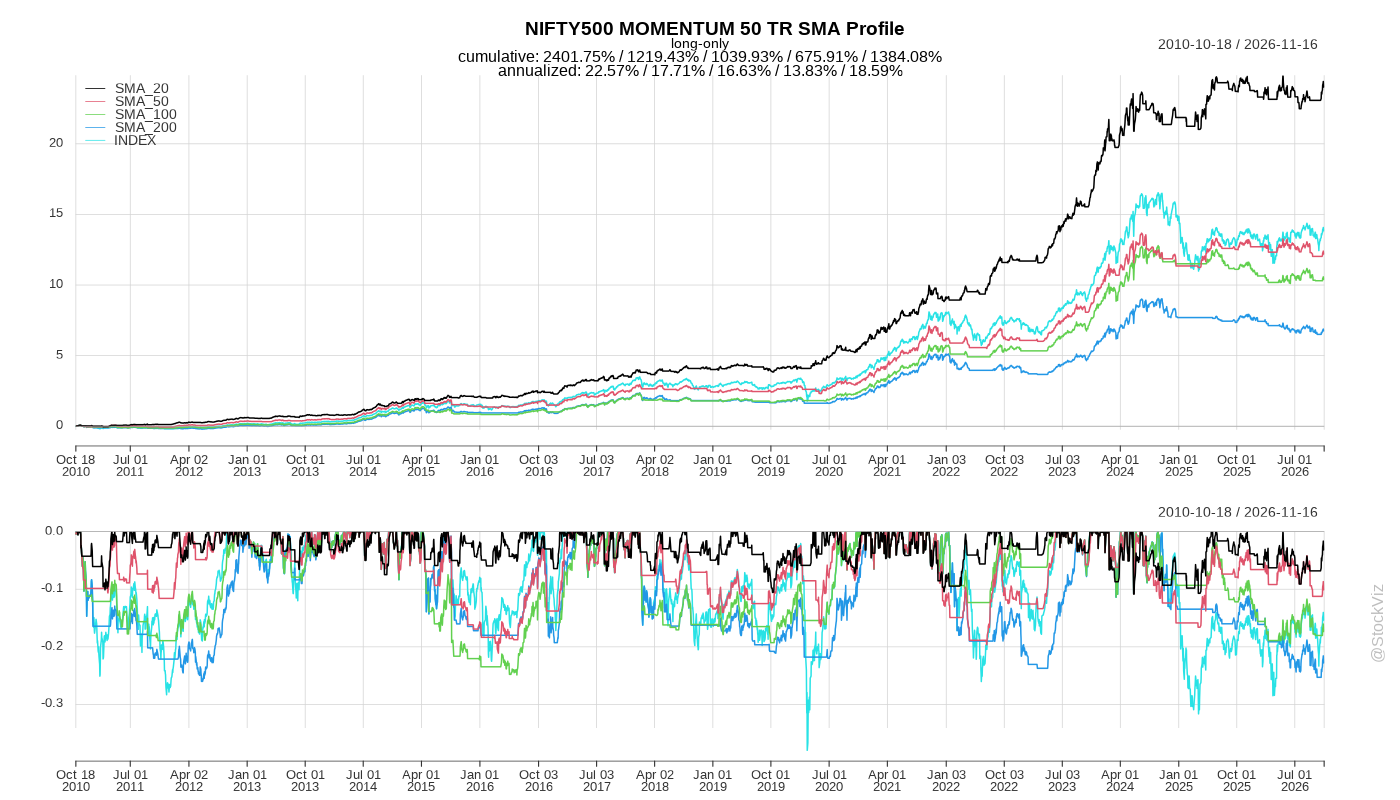 NIFTY500 MOMENTUM 50 TR SMA Profile
long-only
cumulative: 2401.75% / 1219.43% / 1039.93% / 675.91% / 1384.08%
annualized: 22.57% / 17.71% / 16.63% / 13.83% / 18.59%
2010-10-18 / 2026-11-16
SMA_20
SMA_50
SMA_100
SMA_200
INDEX
20
15
10
5
0
Oct 18 Jul 01 Apr 02 Jan 01 Oct 01 Jul 01 Apr 01 Jan 01 Oct 03 Jul 03 Apr 02 Jan 01 Oct 01 Jul 01 Apr 01 Jan 03 Oct 03 Jul 03 Apr 01 Jan 01 Oct 01 Jul 01
2010 2011 2012 2013 2013 2014 2015 2016 2016 2017 2018 2019 2019 2020 2021 2022 2022 2023 2024 2025 2025 2026
2010-10-18 / 2026-11-16
0.0
-0.1
-0.2
-0.3
Oct 18 Jul 01 Apr 02 Jan 01 Oct 01 Jul 01 Apr 01 Jan 01 Oct 03 Jul 03 Apr 02 Jan 01 Oct 01 Jul 01 Apr 01 Jan 03 Oct 03 Jul 03 Apr 01 Jan 01 Oct 01 Jul 01
2010 2011 2012 2013 2013 2014 2015 2016 2016 2017 2018 2019 2019 2020 2021 2022 2022 2023 2024 2025 2025 2026
@StockViz